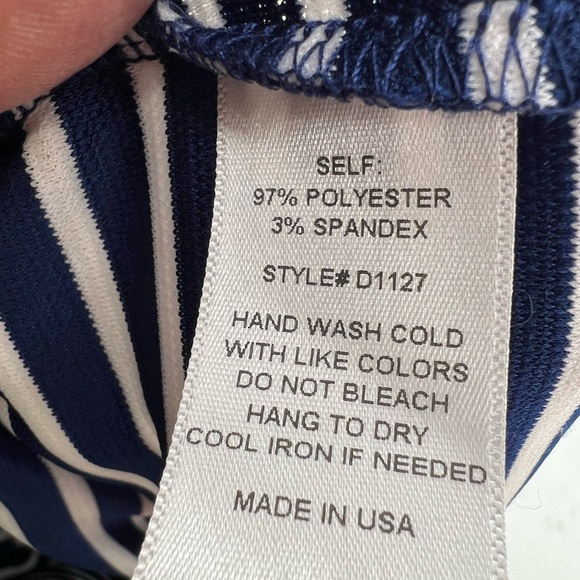 SELF:
97% POLYESTER
3% SPANDEX
STYLE# D1127
HAND WASH COLD
WITH LIKE COLORS
DO NOT BLEACH
HANG TO DRY
COOL IRON IF NEEDED
MADE IN USA